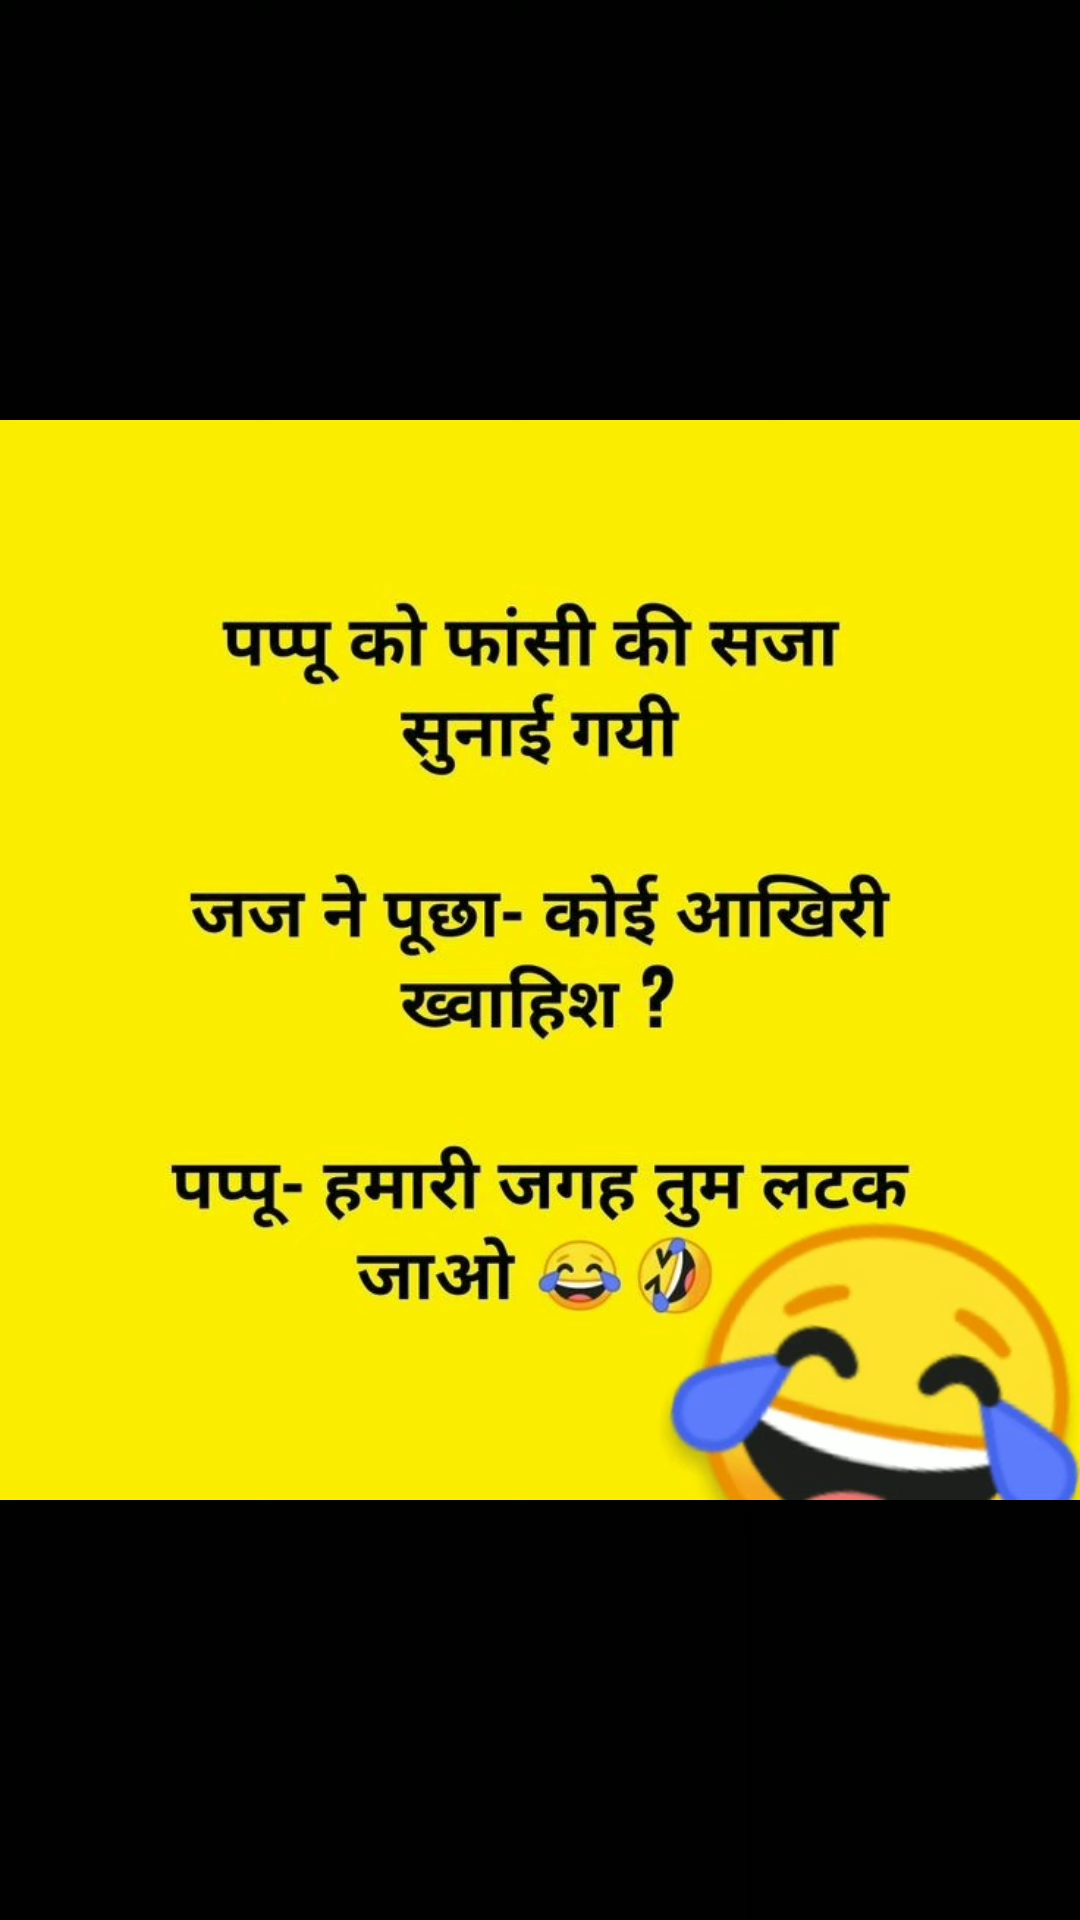 पप्पू को फांसी की सजा
सुनाई गयी
जज ने पूछा- कोई आखिरी
ख्वाहिश ?
पप्पू- हमारी जगह तुम लटक
जाओ 😂 🤣